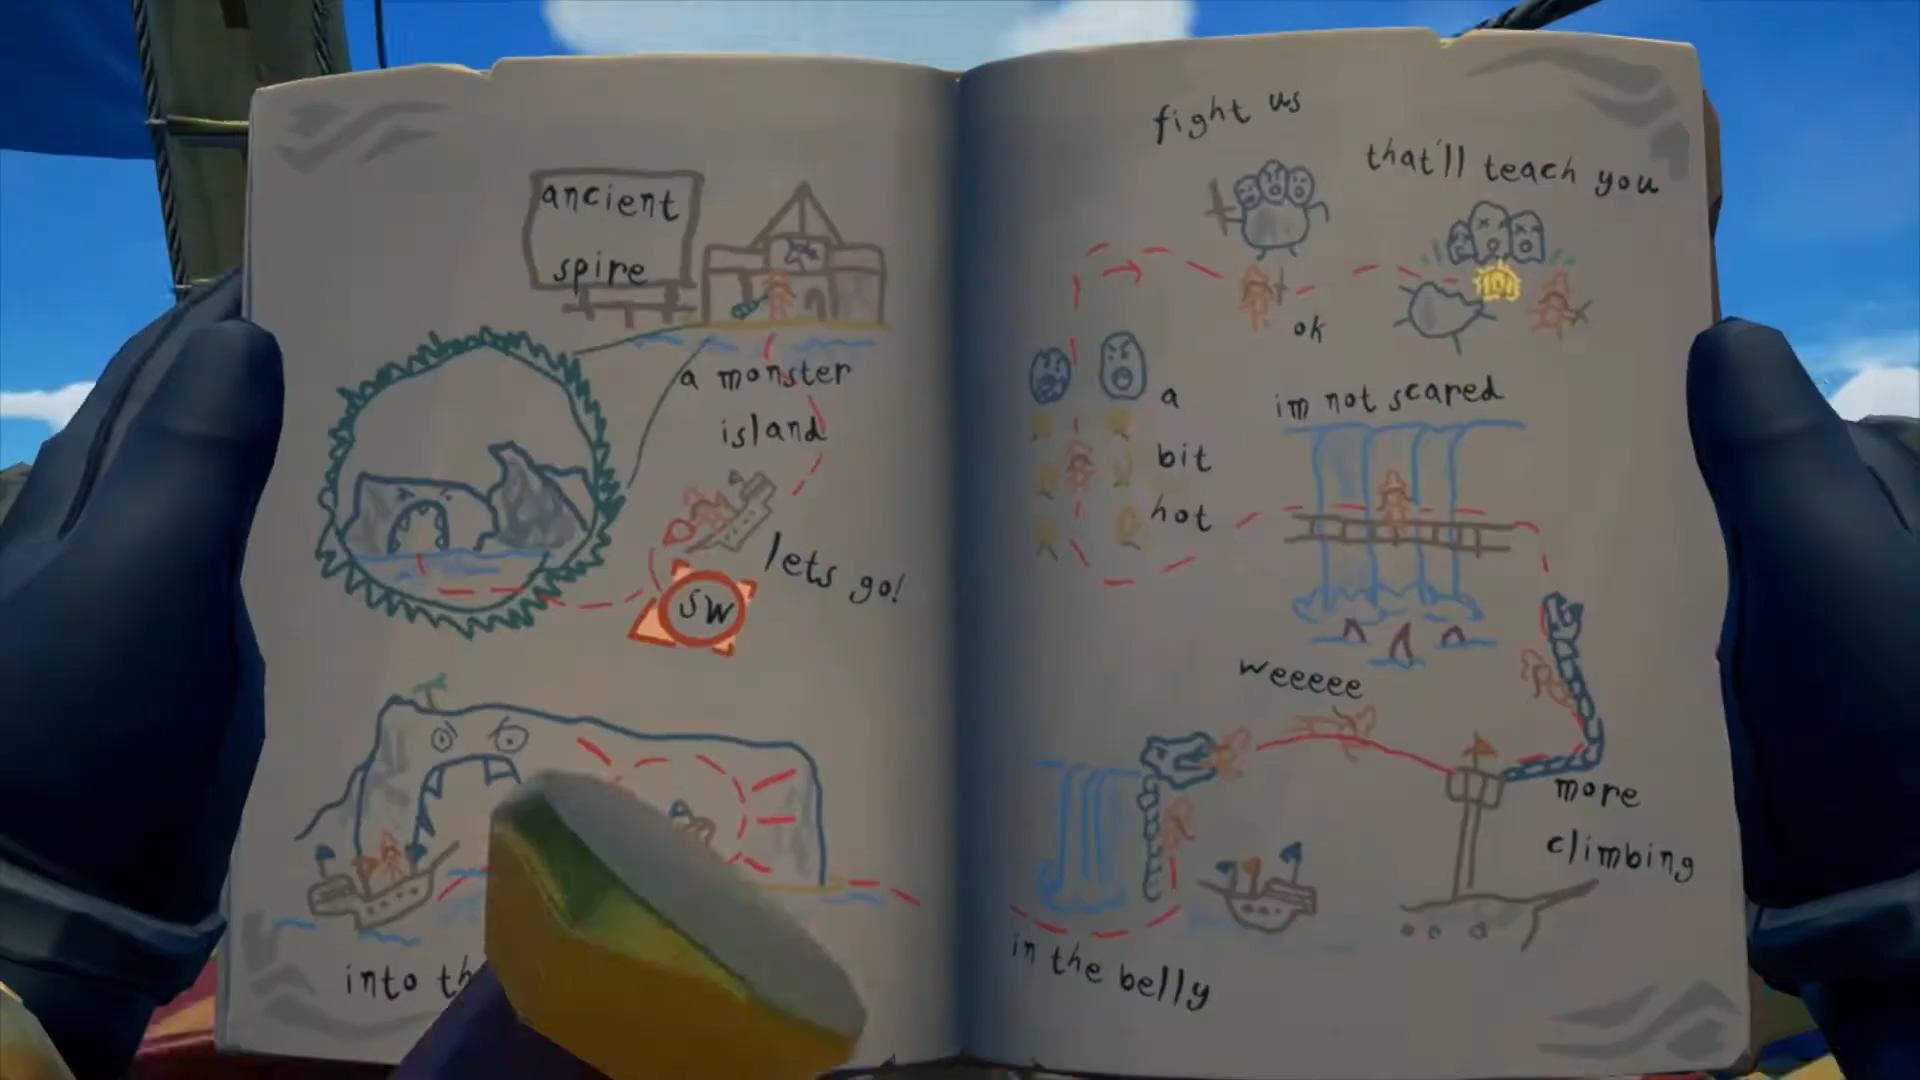 ancient
spire
a monster
island
lets go!
SW
into
fight us
that'll teach you
ok
a
bit
hot
im not scared
weeeee
more
climbing
in the belly